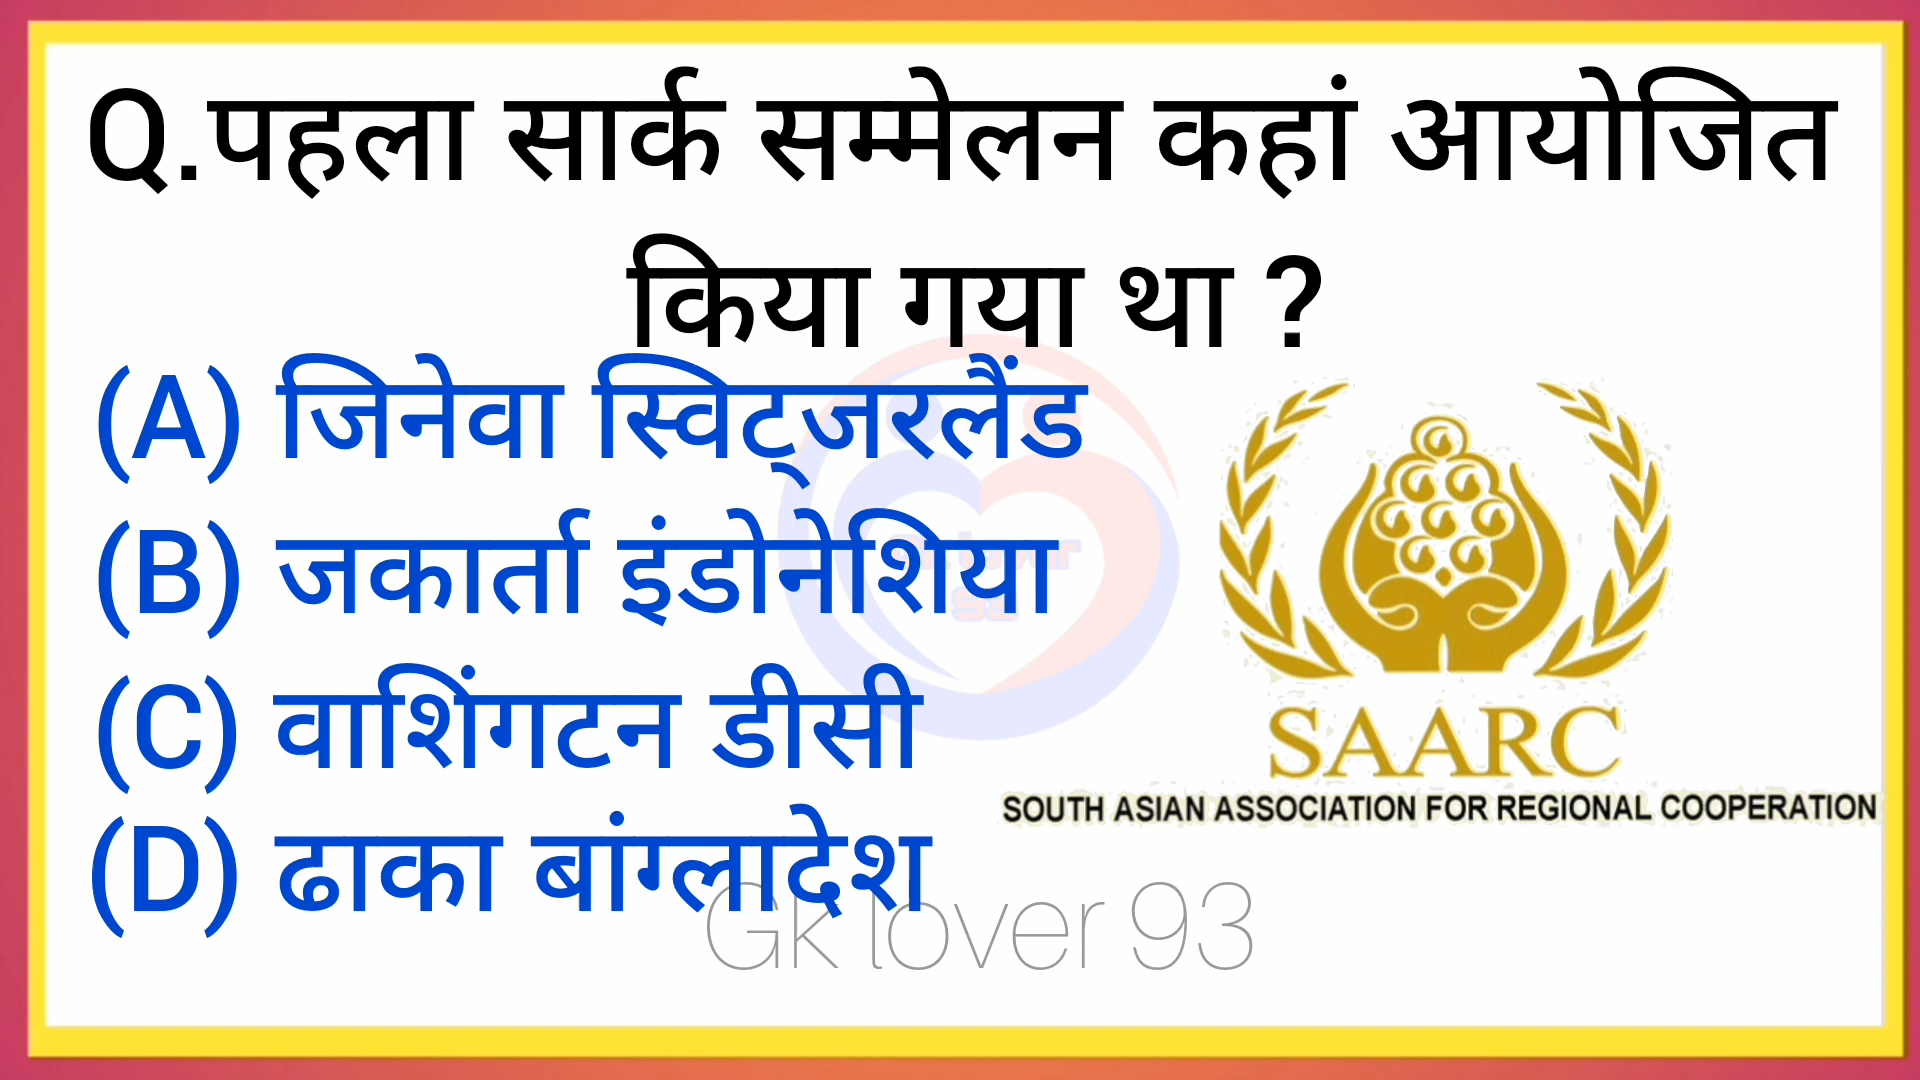 Q.पहला सार्क सम्मेलन कहां आयोजित
किया गया था ?
(A) जिनेवा स्विट्जरलैंड
(B) जकार्ता इंडोनेशिया
(C) वाशिंगटन डीसी
(D) ढाका बांग्लादेश
SAARC
SOUTH ASIAN ASSOCIATION FOR REGIONAL COOPERATION
Gk lover 93